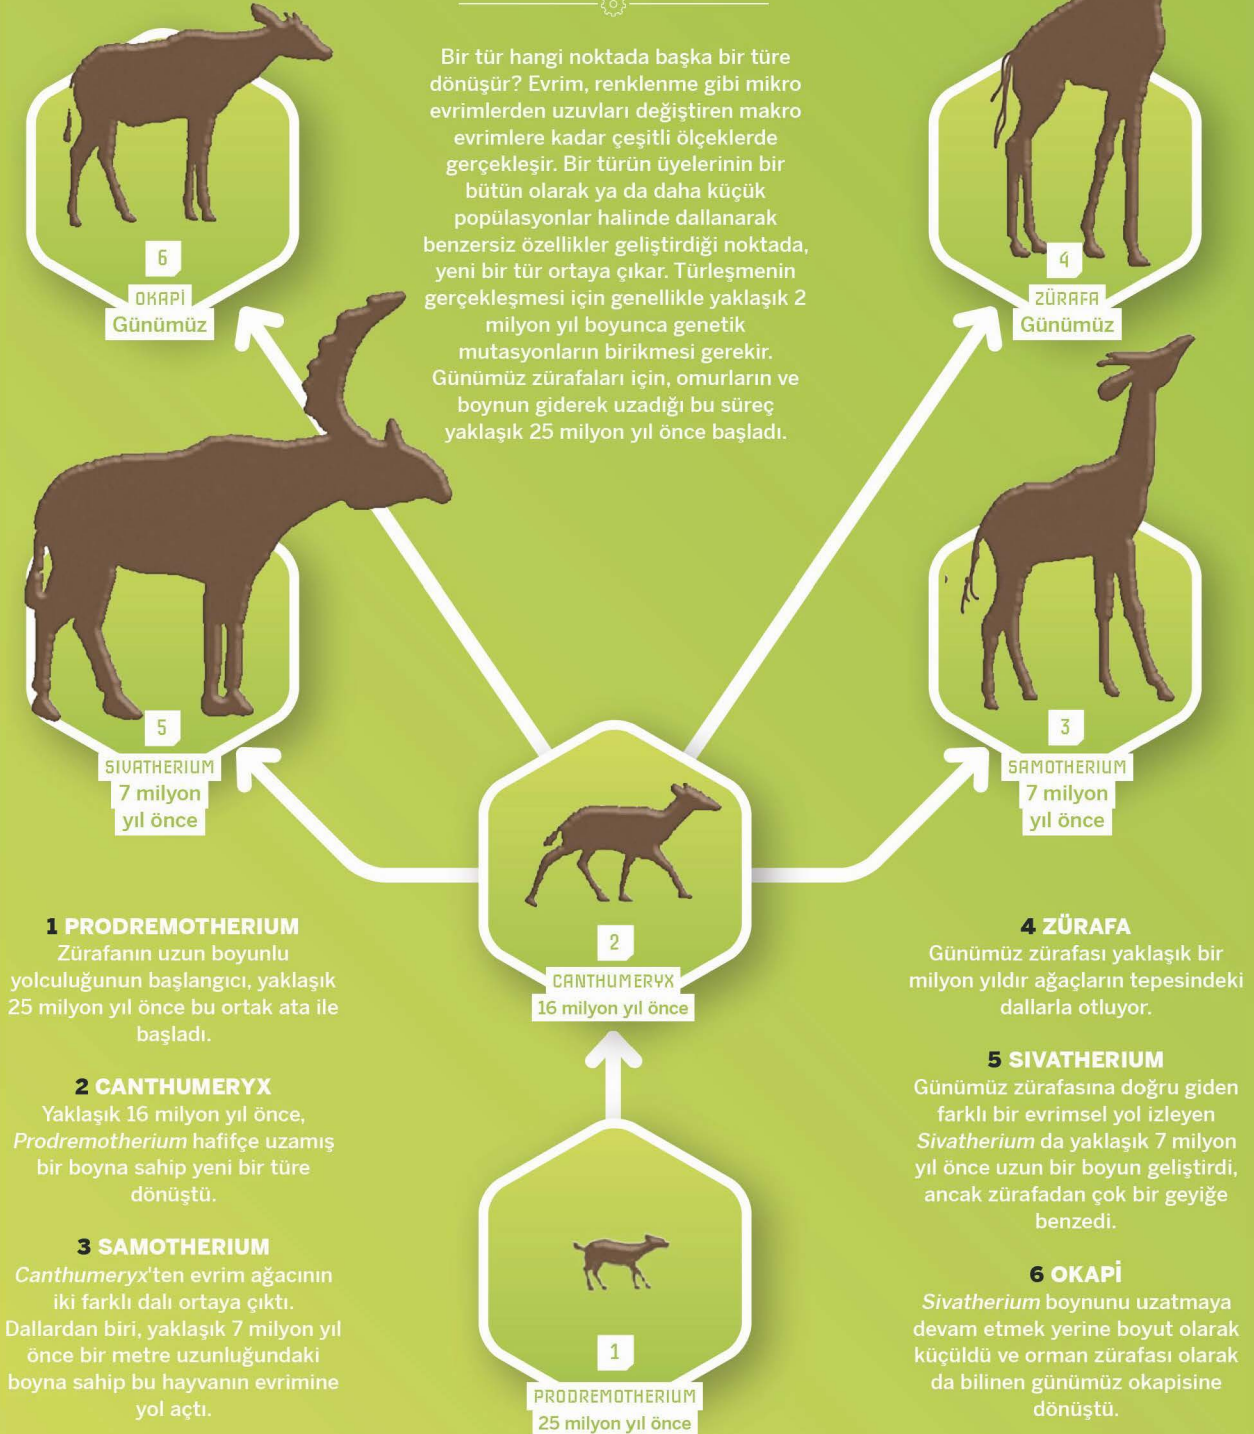 Bir tür hangi noktada başka bir türe
dönüşür? Evrim, renklenme gibi mikro
evrimlerden uzuvları değiştiren makro
evrimlere kadar çeşitli ölçeklerde
gerçekleşir. Bir türün üyelerinin bir
bütün olarak ya da daha küçük
popülasyonlar halinde dallanarak
benzersiz özellikler geliştirdiği noktada,
yeni bir tür ortaya çıkar. Türleşmenin
gerçekleşmesi için genellikle yaklaşık 2
milyon yıl boyunca genetik
mutasyonların birikmesi gerekir.
Günümüz zürafaları için, omurların ve
boynun giderek uzadığı bu süreç
yaklaşık 25 milyon yıl önce başladı.
6
OKAPİ
Günümüz
4
ZÜRAFA
Günümüz
5
SIVATHERIUM
7 milyon
yıl önce
3
SAMOTHERIUM
7 milyon
yıl önce
2
CANTHUMERYX
16 milyon yıl önce
1
PRODREMOTHERIUM
25 milyon yıl önce
1 PRODREMOTHERIUM
Zürafanın uzun boyunlu
yolculuğunun başlangıcı, yaklaşık
25 milyon yıl önce bu ortak ata ile
başladı.
2 CANTHUMERYX
Yaklaşık 16 milyon yıl önce,
Prodremotherium hafifçe uzamış
bir boyna sahip yeni bir türe
dönüştü.
3 SAMOTHERIUM
Canthumeryx'ten evrim ağacının
iki farklı dalı ortaya çıktı.
Dallardan biri, yaklaşık 7 milyon yıl
önce bir metre uzunluğundaki
boyna sahip bu hayvanın evrimine
yol açtı.
4 ZÜRAFA
Günümüz zürafası yaklaşık bir
milyon yıldır ağaçların tepesindeki
dallarla otluyor.
5 SIVATHERIUM
Günümüz zürafasına doğru giden
farklı bir evrimsel yol izleyen
Sivatherium da yaklaşık 7 milyon
yıl önce uzun bir boyun geliştirdi,
ancak zürafadan çok bir geyiğe
benzedi.
6 OKAPİ
Sivatherium boynunu uzatmaya
devam etmek yerine boyut olarak
küçüldü ve orman zürafası olarak
da bilinen günümüz okapisine
dönüştü.